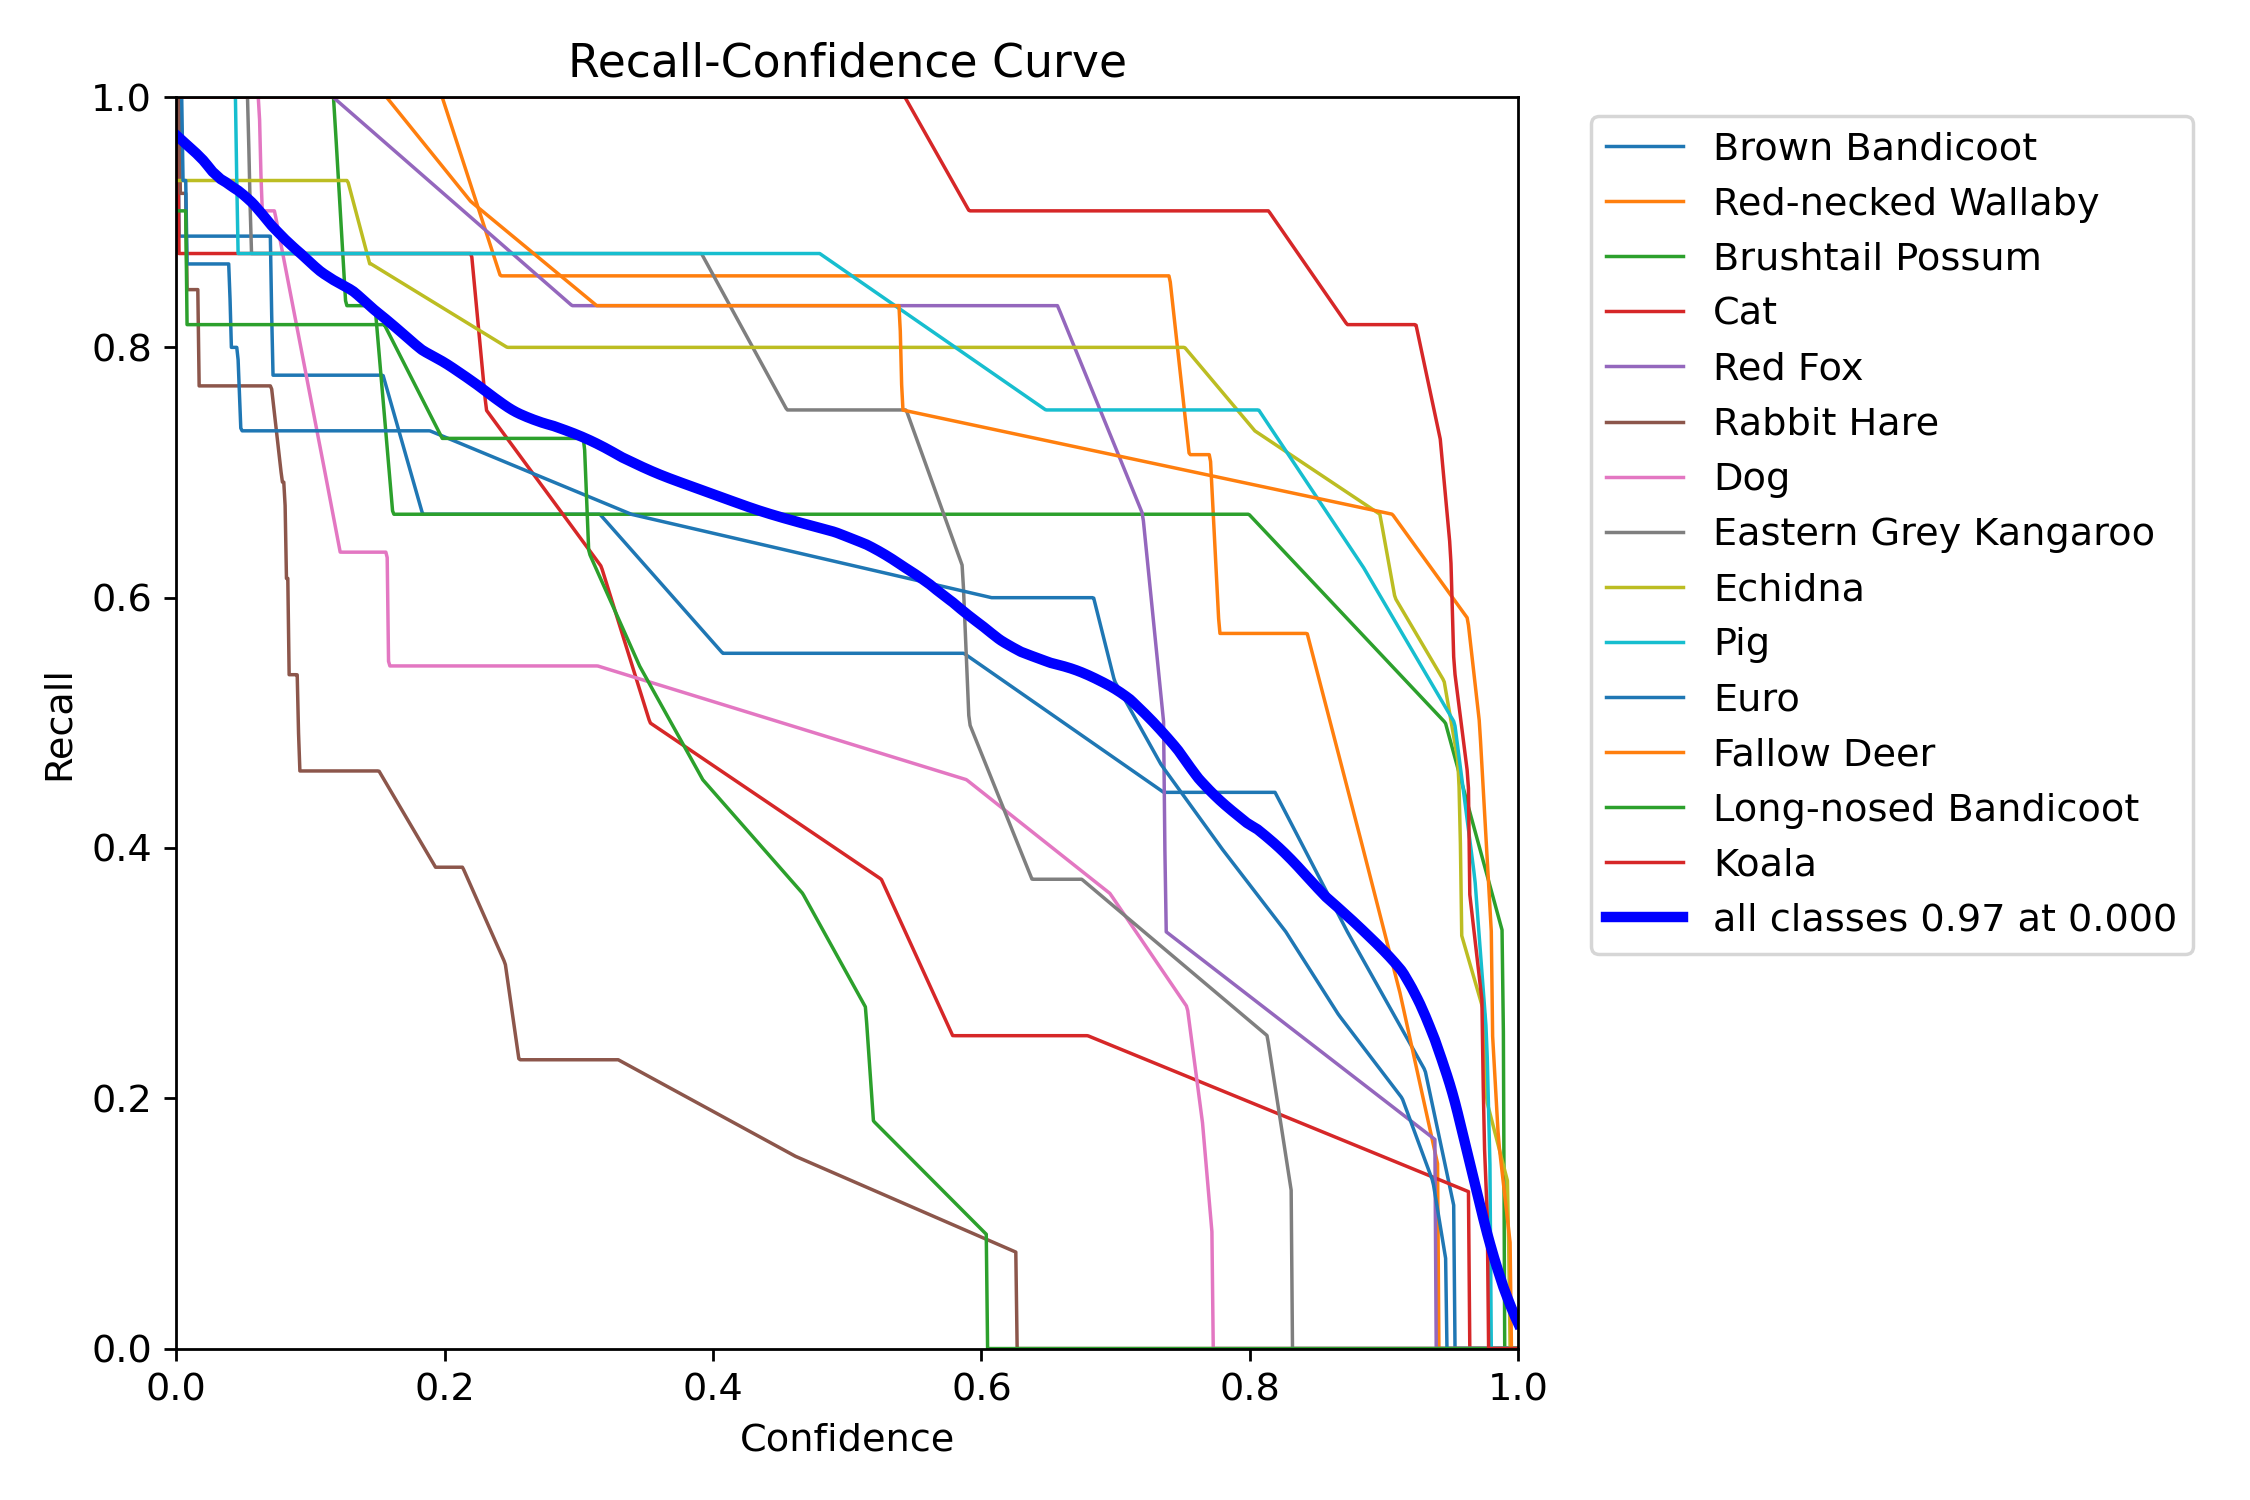 Recall-Confidence Curve
1.0
0.8
0.6
0.4
0.2
0.0
Recall
0.0 0.2 0.4 0.6 0.8 1.0
Confidence
Brown Bandicoot
Red-necked Wallaby
Brushtail Possum
Cat
Red Fox
Rabbit Hare
Dog
Eastern Grey Kangaroo
Echidna
Pig
Euro
Fallow Deer
Long-nosed Bandicoot
Koala
all classes 0.97 at 0.000